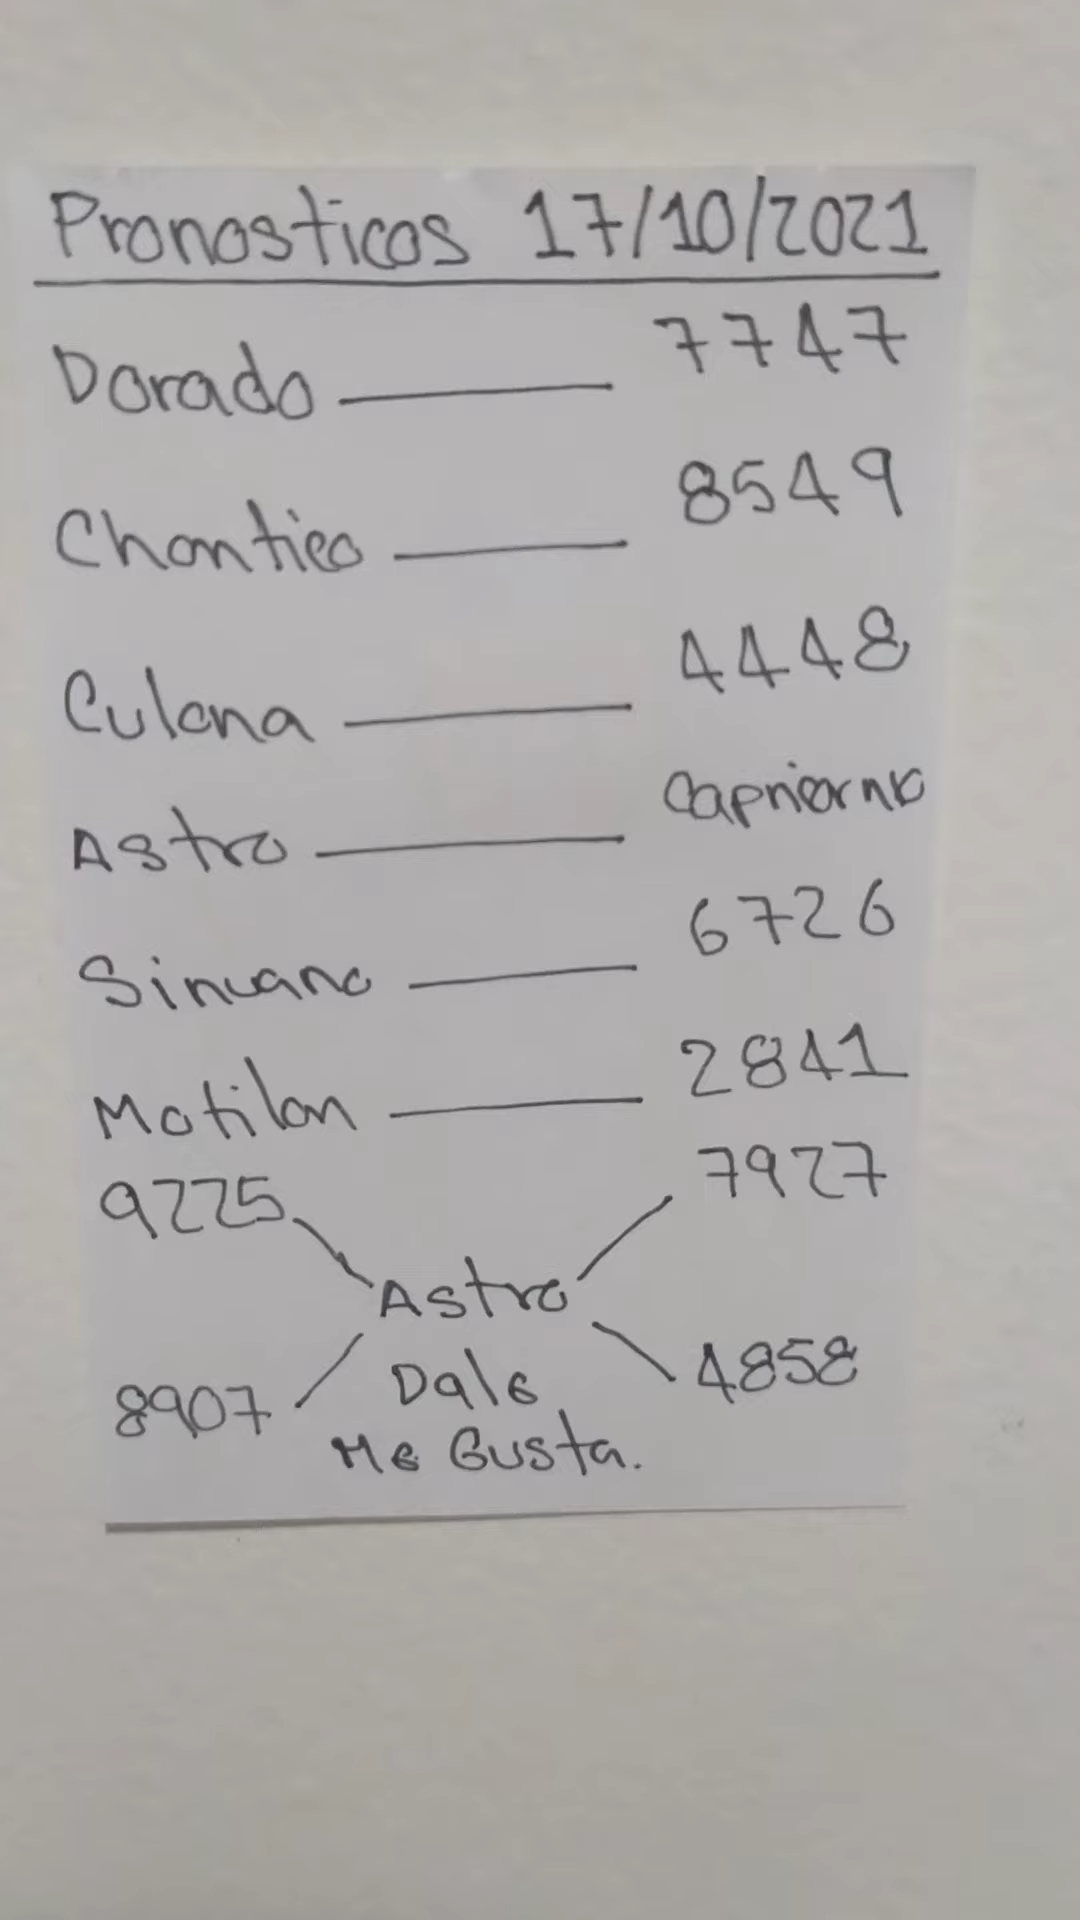 Pronosticos 17/10/2021
Dorado 7747
Chontico 8549
Culona 4448
Astro Capricornio
Sinuano 6726
Motilon 2841
9225 7927
Astro
8907 Dale 4858
Me Gusta.